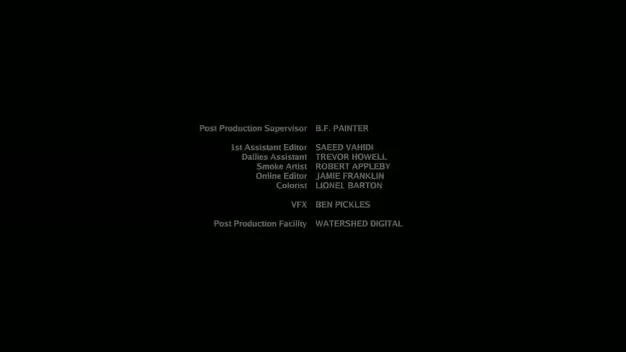 Post Production Supervisor B.F. PAINTER
1st Assistant Editor SAEED VAHIDI
Dailies Assistant TREVOR HOWELL
Smoke Artist ROBERT APPLEBY
Online Editor JAMIE FRANKLIN
Colorist LIONEL BARTON
VFX BEN PICKLES
Post Production Facility WATERSHED DIGITAL